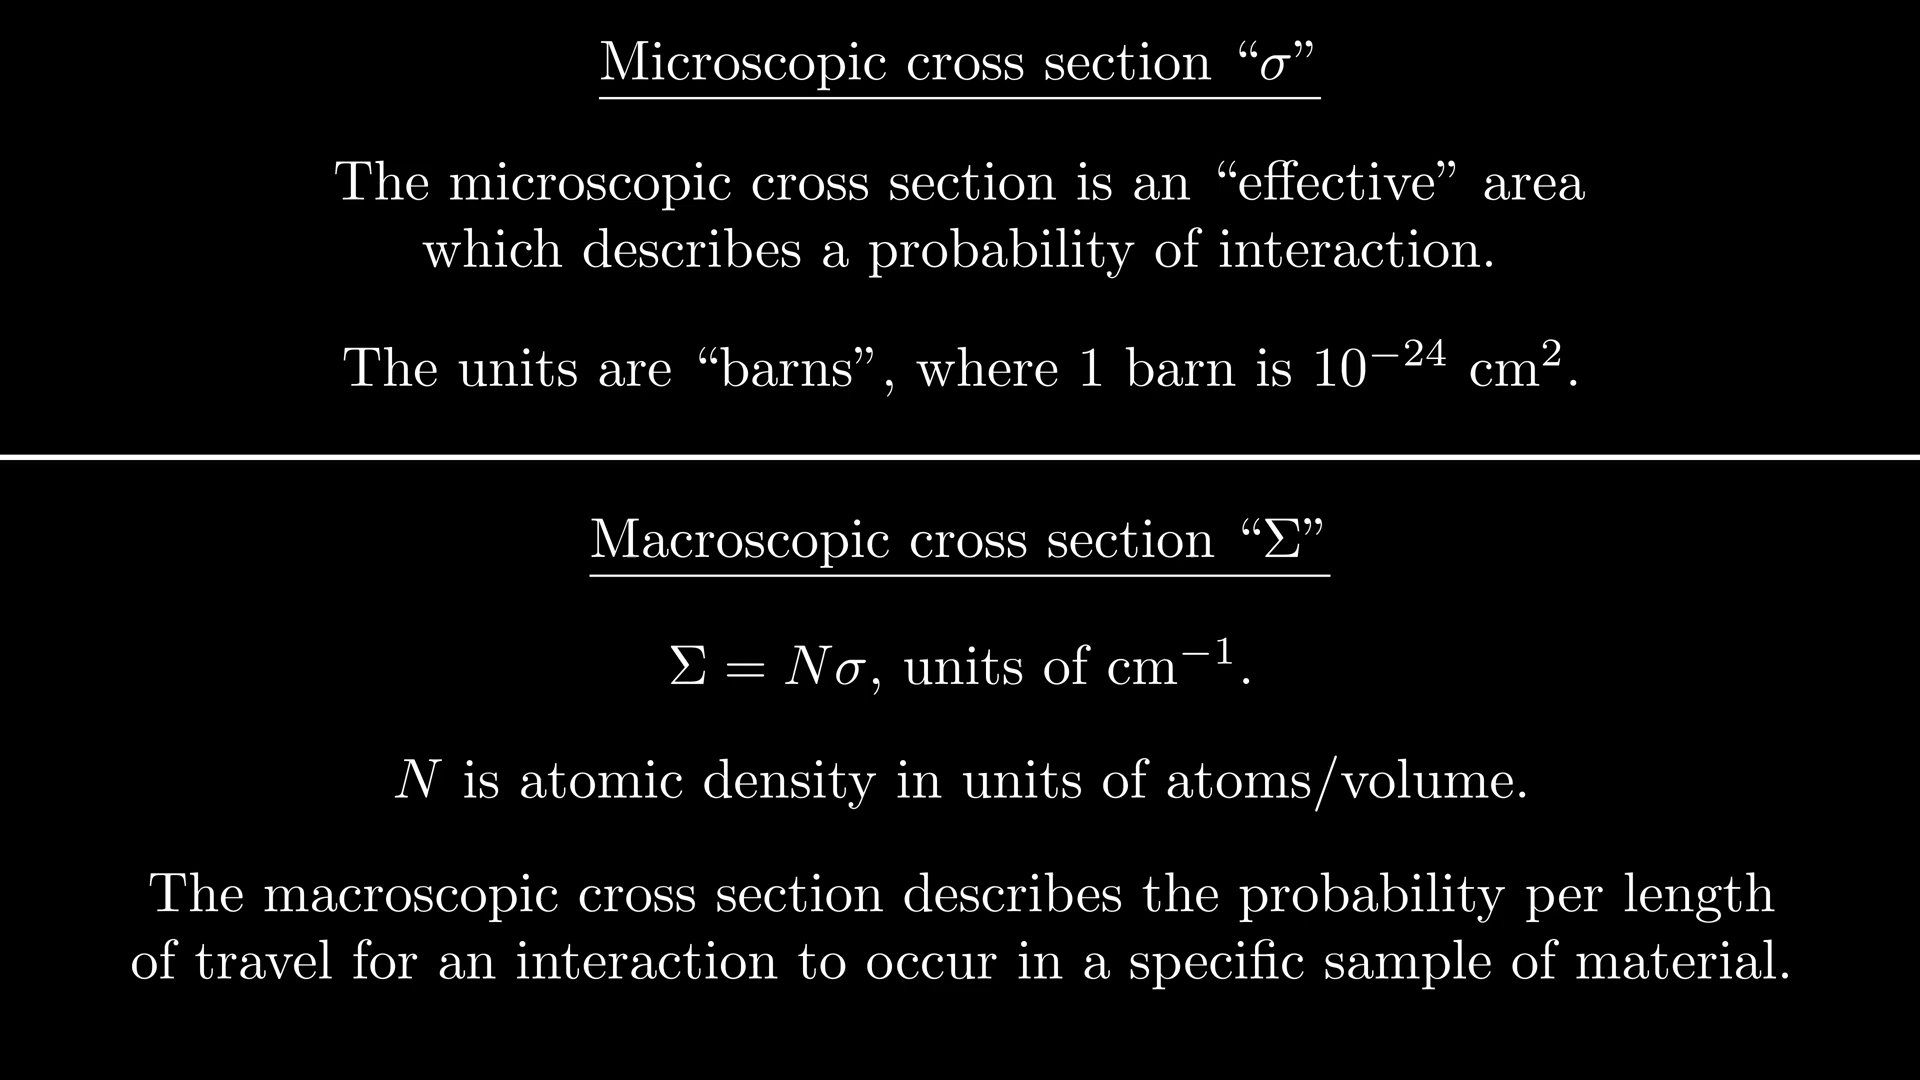 Microscopic cross section “σ”
The microscopic cross section is an “effective” area
which describes a probability of interaction.
The units are “barns”, where 1 barn is 10⁻²⁴ cm².
Macroscopic cross section “Σ”
Σ = Nσ, units of cm⁻¹.
N is atomic density in units of atoms/volume.
The macroscopic cross section describes the probability per length
of travel for an interaction to occur in a specific sample of material.